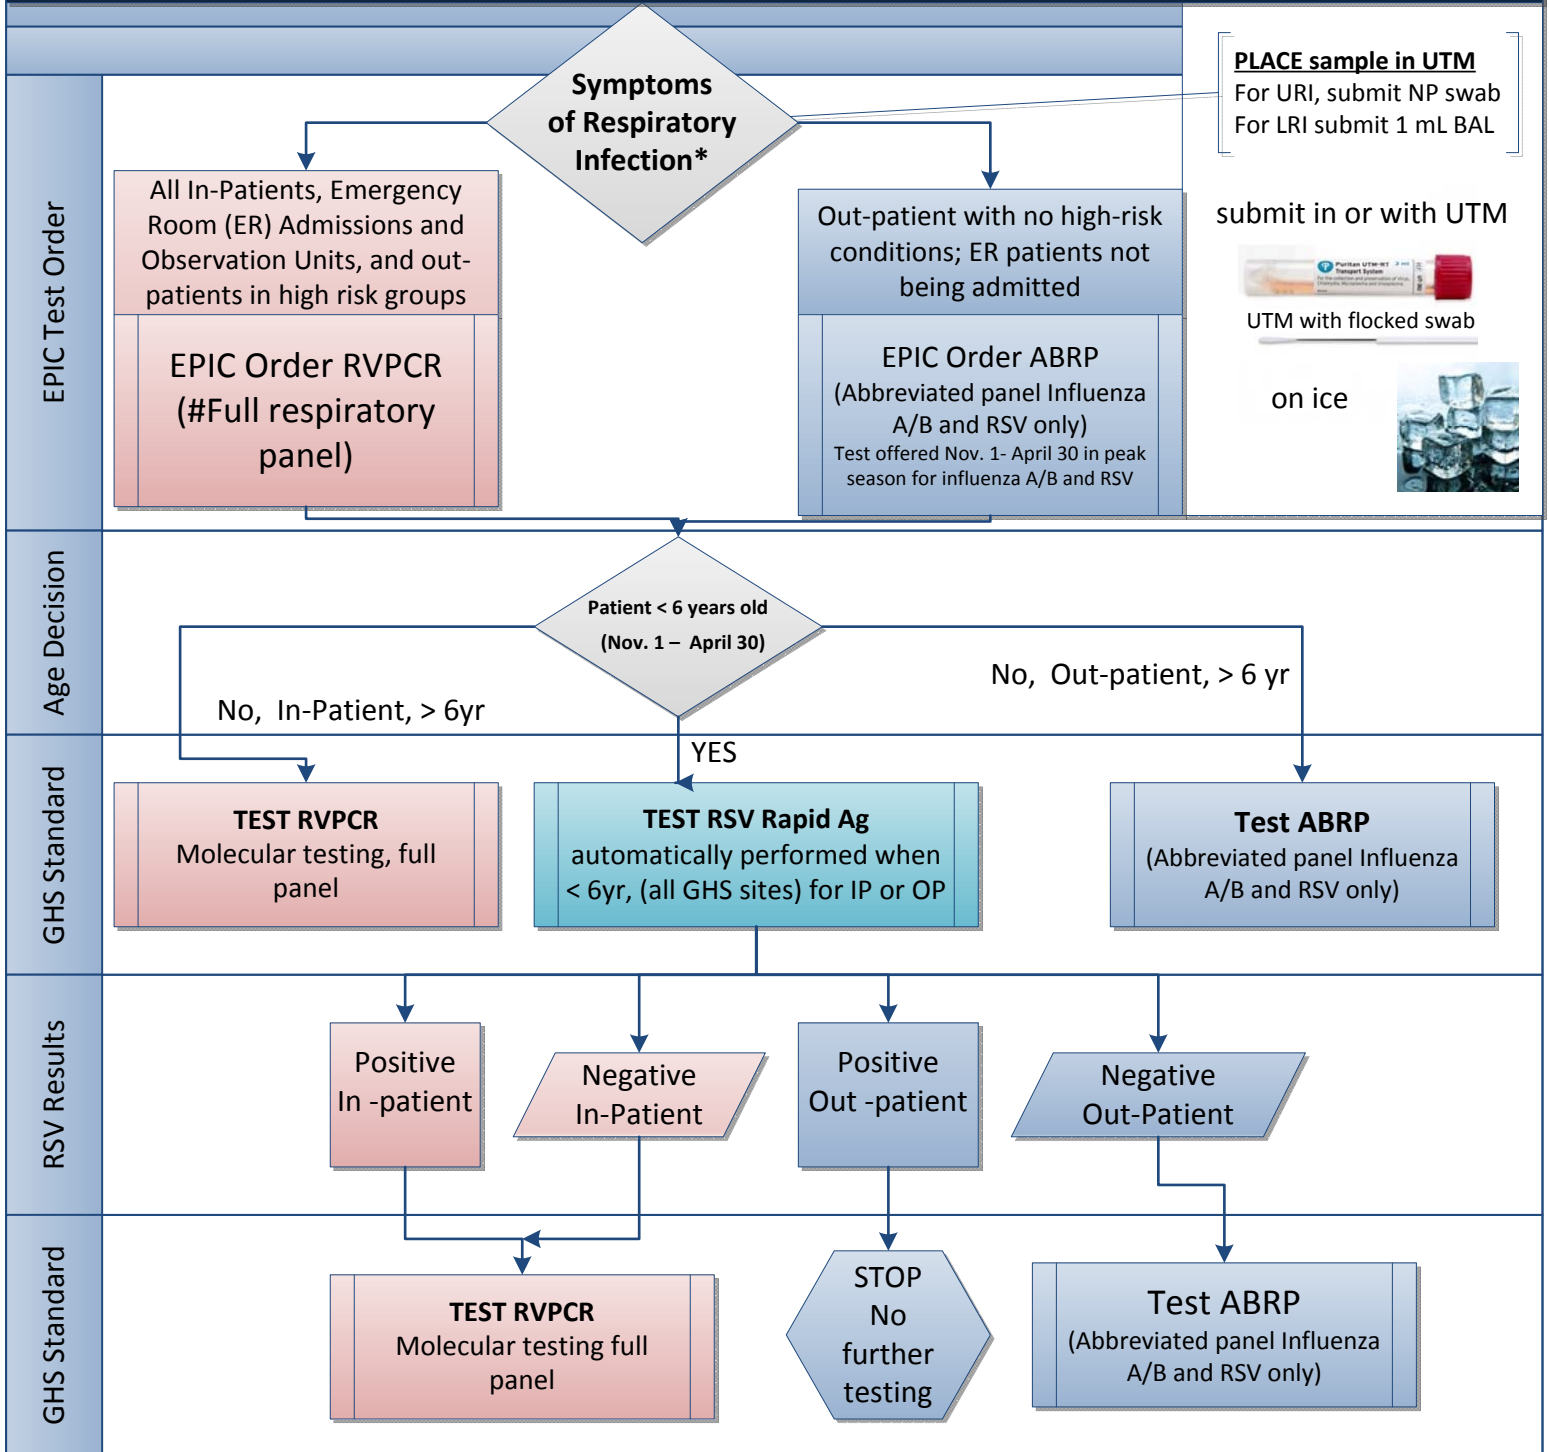 Symptoms
of Respiratory
Infection*
PLACE sample in UTM
For URI, submit NP swab
For LRI submit 1 mL BAL
submit in or with UTM
Puritan UTM-RT
Transport System
UTM with flocked swab
on ice
EPIC Test Order
All In-Patients, Emergency
Room (ER) Admissions and
Observation Units, and out-
patients in high risk groups
EPIC Order RVPCR
(#Full respiratory
panel)
Out-patient with no high-risk
conditions; ER patients not
being admitted
EPIC Order ABRP
(Abbreviated panel Influenza
A/B and RSV only)
Test offered Nov. 1- April 30 in peak
season for influenza A/B and RSV
Age Decision
Patient < 6 years old
(Nov. 1 – April 30)
No, In-Patient, > 6yr
YES
No, Out-patient, > 6 yr
GHS Standard
TEST RVPCR
Molecular testing, full
panel
TEST RSV Rapid Ag
automatically performed when
< 6yr, (all GHS sites) for IP or OP
Test ABRP
(Abbreviated panel Influenza
A/B and RSV only)
RSV Results
Positive
In -patient
Negative
In-Patient
Positive
Out -patient
Negative
Out-Patient
GHS Standard
TEST RVPCR
Molecular testing full
panel
STOP
No
further
testing
Test ABRP
(Abbreviated panel Influenza
A/B and RSV only)